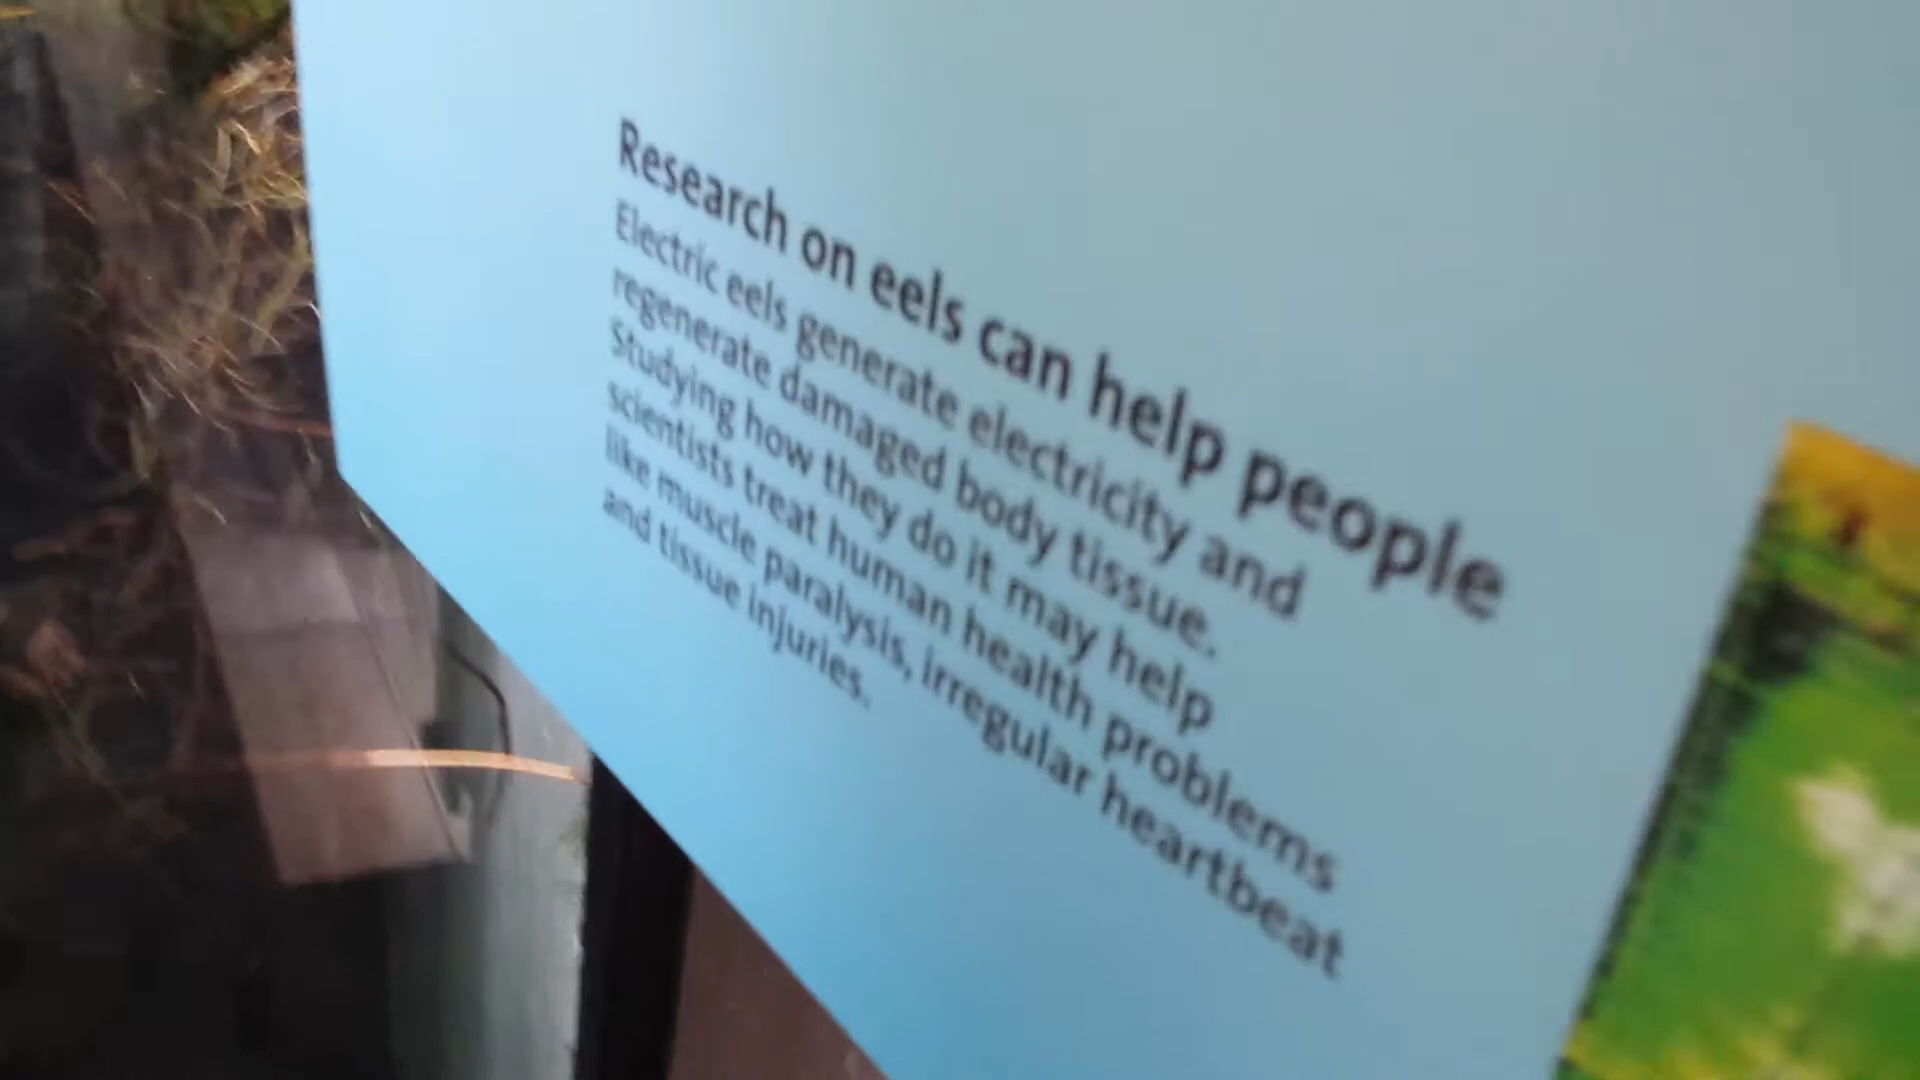 Research on eels can help people
Electric eels generate electricity and
regenerate damaged body tissue.
Studying how they do it may help
scientists treat human health problems
like muscle paralysis, irregular heartbeat
and tissue injuries.